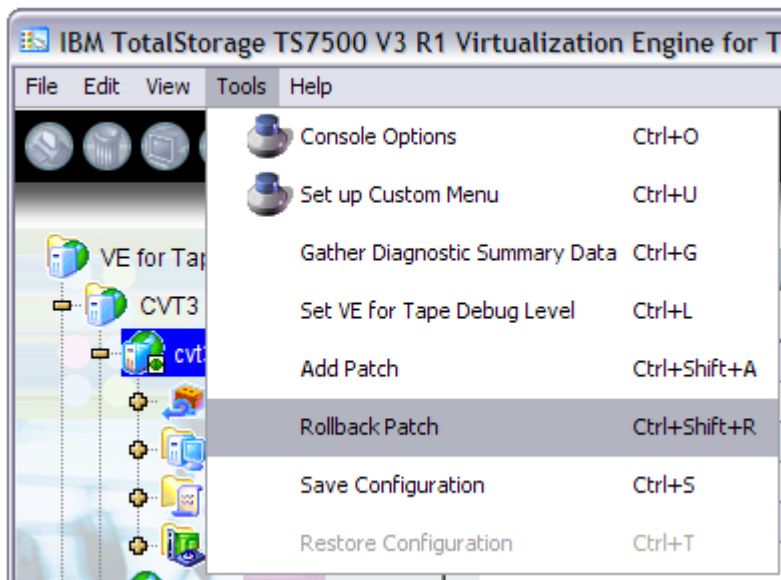 IBM TotalStorage TS7500 V3 R1 Virtualization Engine for T
File Edit View Tools Help
Console Options Ctrl+O
Set up Custom Menu Ctrl+U
VE for Tap
Gather Diagnostic Summary Data Ctrl+G
CVT3
Set VE for Tape Debug Level Ctrl+L
cvt3
Add Patch Ctrl+Shift+A
Rollback Patch Ctrl+Shift+R
Save Configuration Ctrl+S
Restore Configuration Ctrl+T